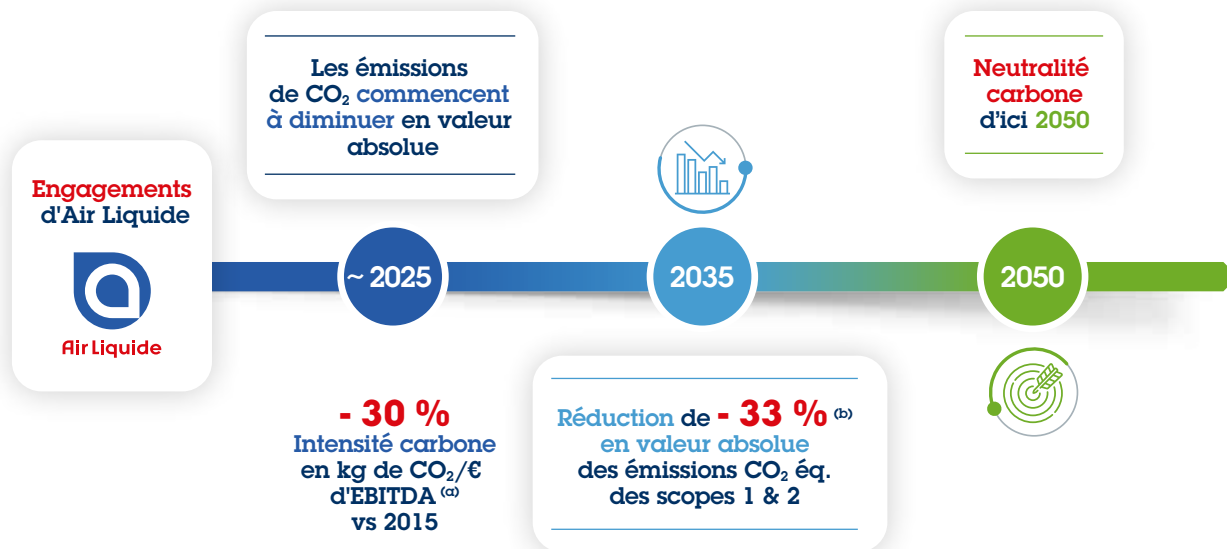 Engagements
d'Air Liquide
Air Liquide
Les émissions
de CO₂ commencent
à diminuer en valeur
absolue
~ 2025
- 30 %
Intensité carbone
en kg de CO₂/€
d'EBITDA (a)
vs 2015
2035
Réduction de - 33 % (b)
en valeur absolue
des émissions CO₂ éq.
des scopes 1 & 2
Neutralité
carbone
d’ici 2050
2050